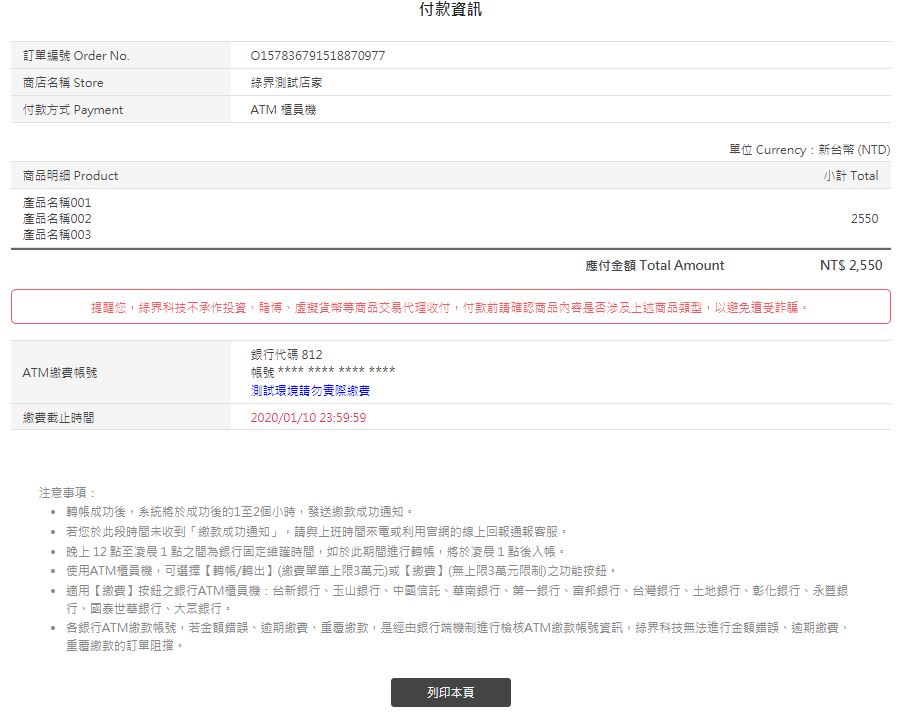 付款資訊
訂單編號 Order No.
O157836791518870977
商店名稱 Store
綠界測試店家
付款方式 Payment
ATM 櫃員機
單位 Currency：新台幣 (NTD)
商品明細 Product
小計 Total
產品名稱001
產品名稱002
產品名稱003
2550
應付金額 Total Amount
NT$ 2,550
提醒您，綠界科技不承作投資、賭博、虛擬貨幣等商品交易代理收付，付款前請確認商品內容是否涉及上述商品類型，以避免遭受詐騙。
ATM繳費帳號
銀行代碼 812
帳號 **** **** **** ****
測試環境請勿實際繳費
繳費截止時間
2020/01/10 23:59:59
注意事項：
轉帳成功後，系統將於成功後的1至2個小時，發送繳款成功通知。
若您於此段時間未收到「繳款成功通知」，請與上班時間來電或利用官網的線上回報通報客服。
晚上 12 點至凌晨 1 點之間為銀行固定維護時間，如於此期間進行轉帳，將於凌晨 1 點後入帳。
使用ATM櫃員機，可選擇【轉帳/轉出】(繳費單筆上限3萬元)或【繳費】(無上限3萬元限制)之功能按鈕。
適用【繳費】按鈕之銀行ATM櫃員機：台新銀行、玉山銀行、中國信託、華南銀行、第一銀行、富邦銀行、台灣銀行、土地銀行、彰化銀行、永豐銀
行、國泰世華銀行、大眾銀行。
各銀行ATM繳款帳號，若金額錯誤、逾期繳費、重覆繳款，是經由銀行端機制進行檢核ATM繳款帳號資訊，綠界科技無法進行金額錯誤、逾期繳費、
重覆繳款的訂單阻擋。
列印本頁